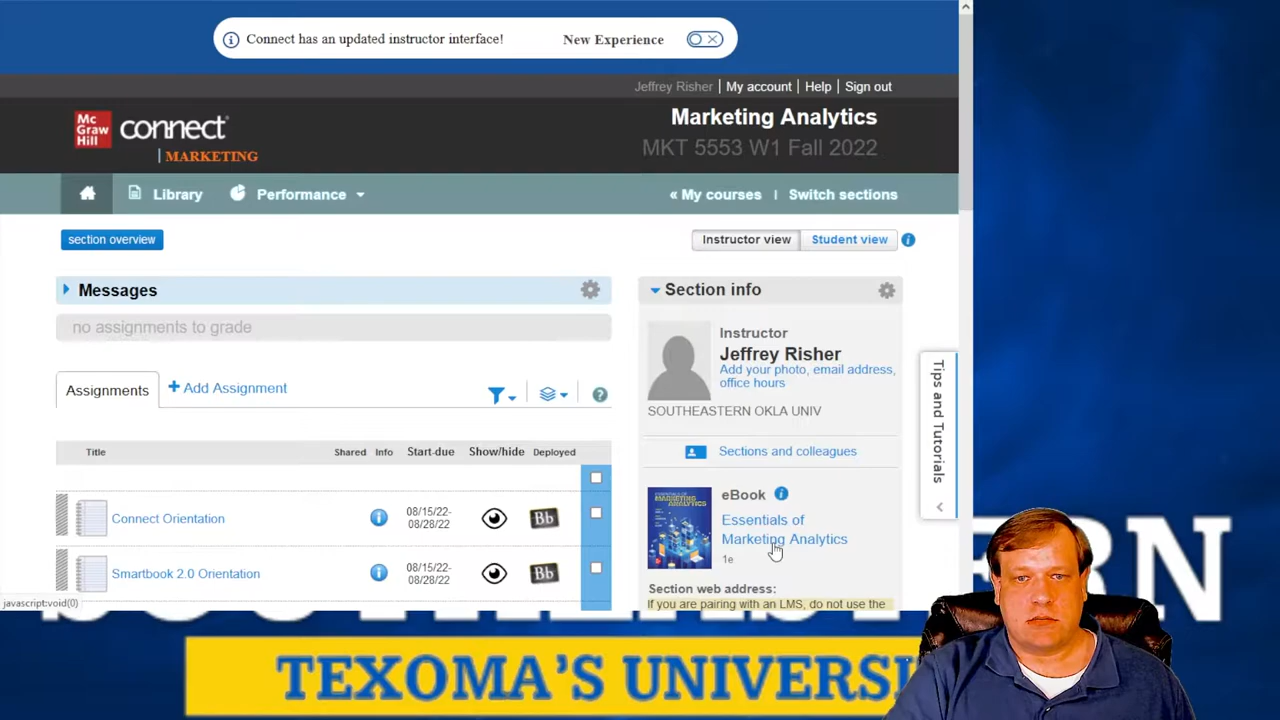 Connect has an updated instructor interface! New Experience
Jeffrey Risher | My account | Help | Sign out
Mc
Graw
Hill
connect
| MARKETING
Marketing Analytics
MKT 5553 W1 Fall 2022
Library
Performance
« My courses | Switch sections
section overview
Instructor view
Student view
Messages
no assignments to grade
Assignments
+ Add Assignment
Title Shared Info Start-due Show/hide Deployed
Connect Orientation
08/15/22-
08/28/22
Bb
Smartbook 2.0 Orientation
08/15/22-
08/28/22
Bb
Section info
Instructor
Jeffrey Risher
Add your photo, email address,
office hours
SOUTHEASTERN OKLA UNIV
Sections and colleagues
eBook
Essentials of
Marketing Analytics
1e
Section web address:
If you are pairing with an LMS, do not use the
Tips and Tutorials
javascript:void(0)
TEXOMA'S UNIVERSI